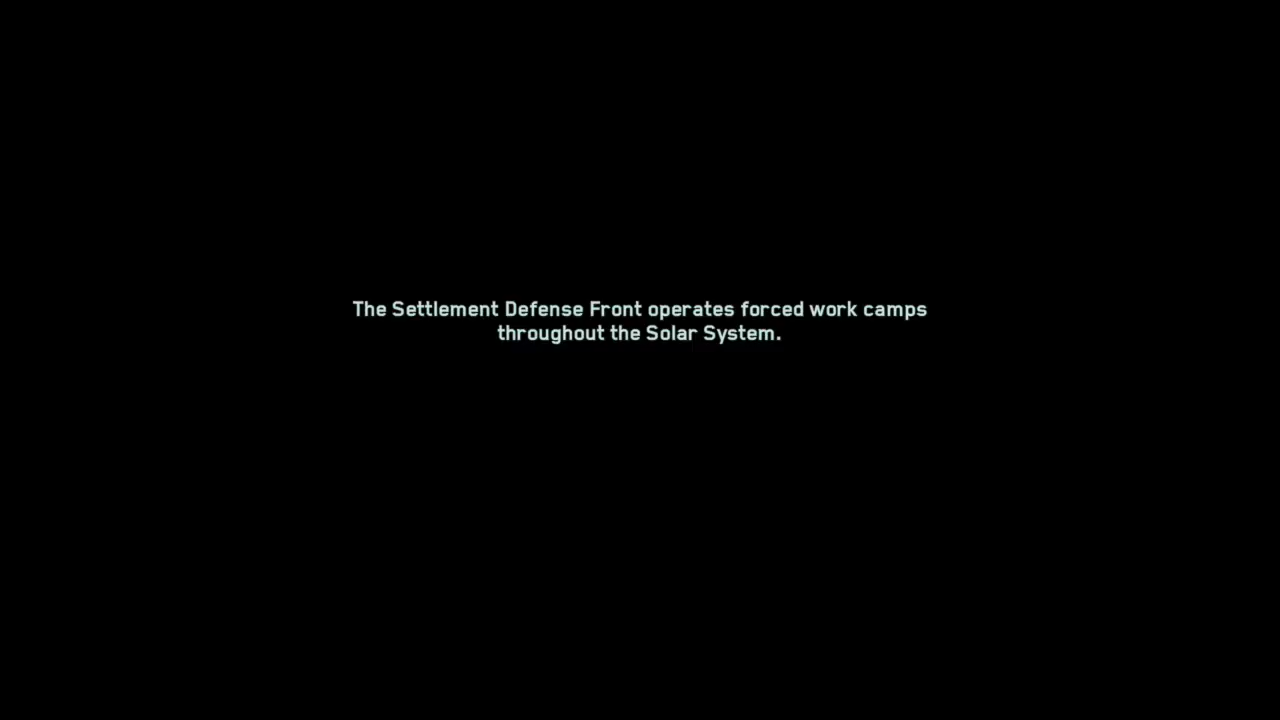 The Settlement Defense Front operates forced work camps
throughout the Solar System.